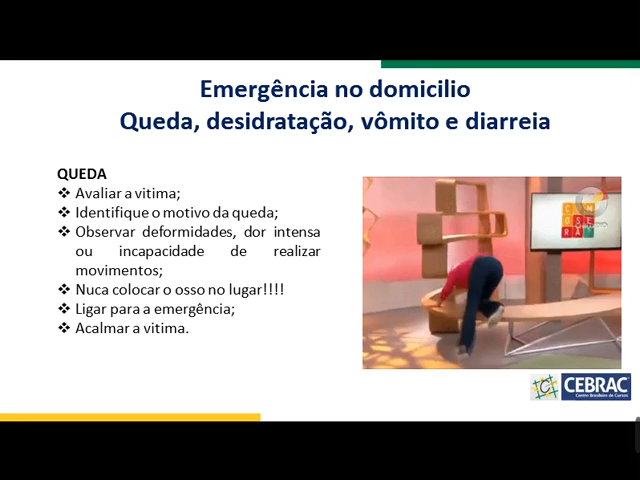 Emergência no domicilio
Queda, desidratação, vômito e diarreia
QUEDA
❖ Avaliar a vitima;
❖ Identifique o motivo da queda;
❖ Observar deformidades, dor intensa
ou incapacidade de realizar
movimentos;
❖ Nuca colocar o osso no lugar!!!!
❖ Ligar para a emergência;
❖ Acalmar a vitima.
CEBRAC
Centro Brasileiro de Cursos